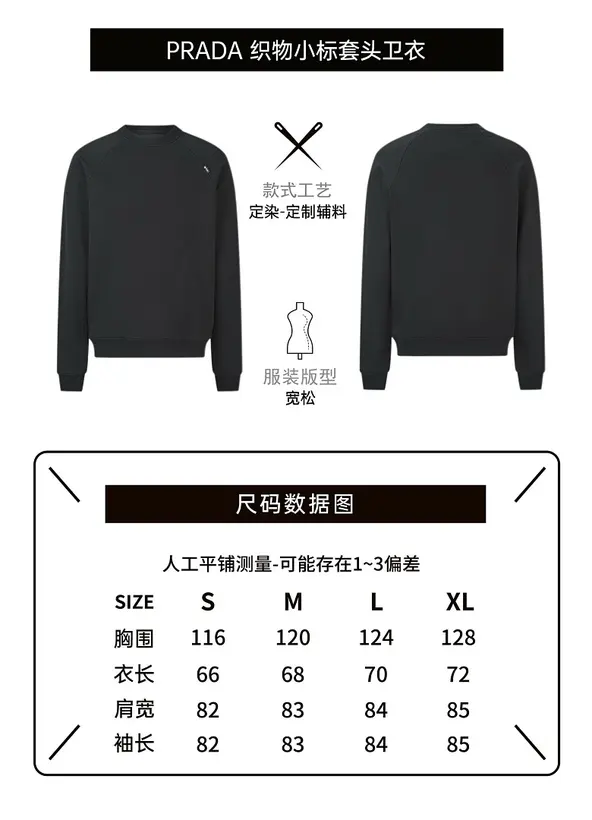 PRADA 织物小标套头卫衣
款式工艺
定染-定制辅料
服装版型
宽松
尺码数据图
人工平铺测量-可能存在1~3偏差
SIZE S M L XL
胸围 116 120 124 128
衣长 66 68 70 72
肩宽 82 83 84 85
袖长 82 83 84 85